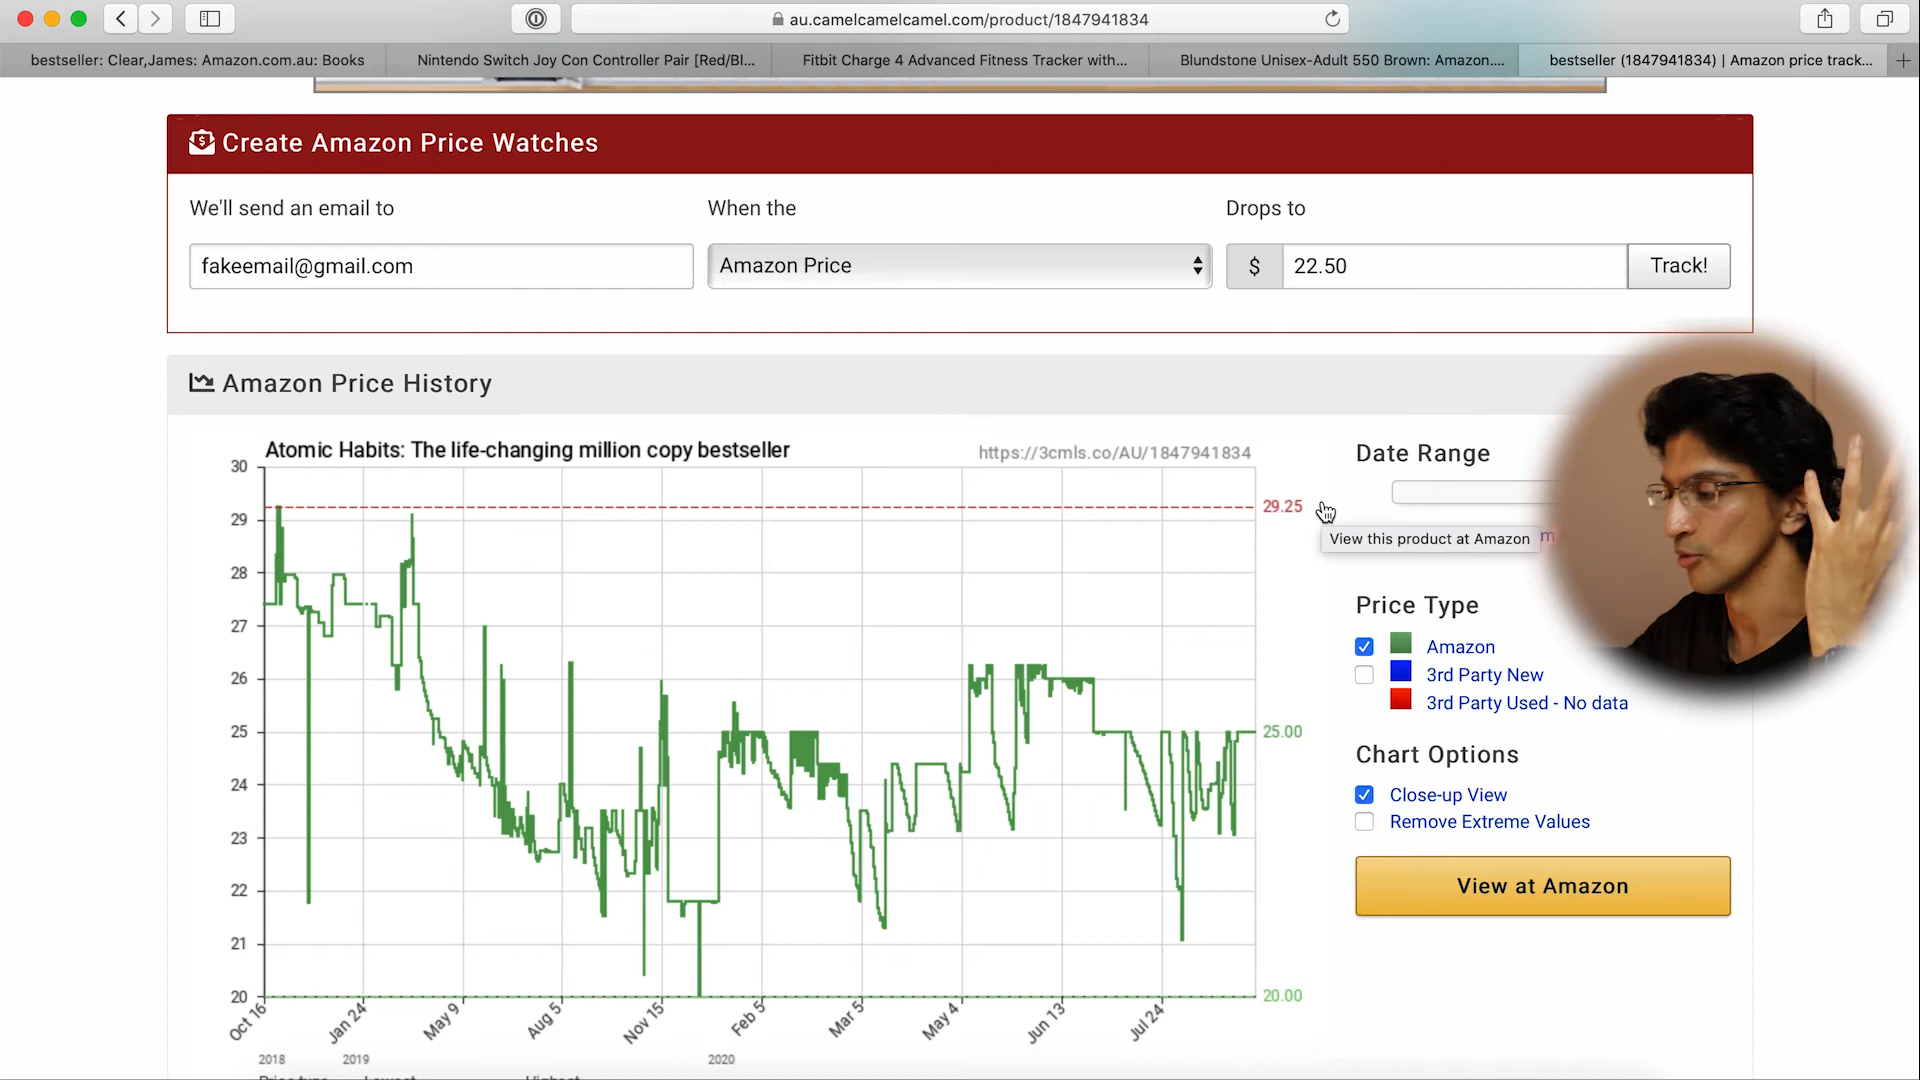 au.camelcamelcamel.com/product/1847941834
bestseller: Clear,James: Amazon.com.au: Books
Nintendo Switch Joy Con Controller Pair [Red/Bl...
Fitbit Charge 4 Advanced Fitness Tracker with...
Blundstone Unisex-Adult 550 Brown: Amazon....
bestseller (1847941834) | Amazon price track...
Create Amazon Price Watches
We'll send an email to
When the
Drops to
fakeemail@gmail.com
Amazon Price
$
22.50
Track!
Amazon Price History
Atomic Habits: The life-changing million copy bestseller
https://3cmls.co/AU/1847941834
30
29
28
27
26
25
24
23
22
21
20
29.25
25.00
20.00
Oct 16
Jan 24
May 9
Aug 5
Nov 15
Feb 5
Mar 5
May 4
Jun 13
Jul 24
2018
2019
2020
Date Range
View this product at Amazon
Price Type
Amazon
3rd Party New
3rd Party Used - No data
Chart Options
Close-up View
Remove Extreme Values
View at Amazon